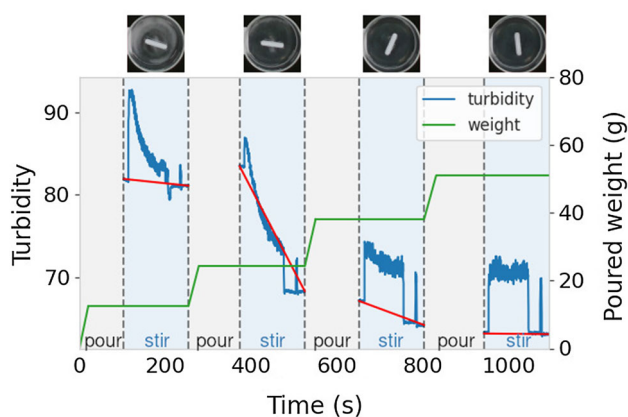 80
90
80
70
turbidity
weight
60
40
20
0
Turbidity
Poured weight (g)
pour stir pour stir pour stir pour stir
0 200 400 600 800 1000
Time (s)